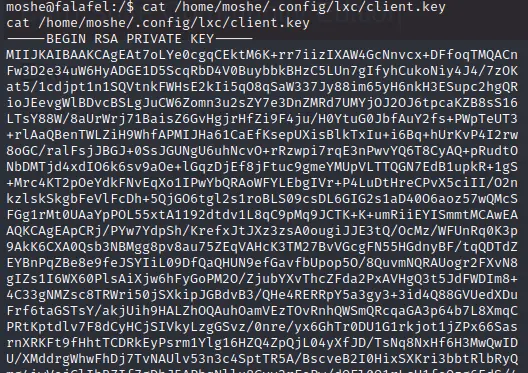 moshe@falafel:/$ cat /home/moshe/.config/lxc/client.key
cat /home/moshe/.config/lxc/client.key
-----BEGIN RSA PRIVATE KEY-----
MIIJKAIBAAKCAgEAt7oLYe0cgqCEktM6K+rr7iizIXAW4GcNnvcx+DFfoqTMQACn
Fw3D2e34uW6HyADGE1D5ScqRbD4V0BuybbkBHzC5LUn7gIfyhCukoNiy4J4/7zOK
at5/1cdjpt1n1SQVtnkFWHsE2kIi5qO8qSaW337Jy88im65yH6nkH3ESupc2hgQR
ioJEevgWlBDvcBSLgJuCW6Zomn3u2sZY7e3DnZMRd7UMYjOJ2OJ6tpcaKZB8sS16
LTsY88W/8aUrWrj71BaisZ6GvHgjrHfZi9F4ju/H0YtuG0JbfAuY2fs+PWpTeUT3
+rlAaQBenTWLZiH9WhfAPMIJHa61CaEfKsepUXisBlkTxIu+i6Bq+hUrKvP4I2rw
8oGC/ralFsjJBGJ+0SsJGUNgU6uhNcvO+rRzwpi7rqE3nPwvYQ6T8CyAQ+pRudtO
NbDMTjd4xdIO6k6sv9aOe+lGqzDjEf8jFtuc9gmeYMUpVLTTQGN7EdB1upkR+1gS
+Mrc4KT2pOeYdkFNvEqXo1IPwYbQRAoWFYLEbgIVr+P4LuDtHreCPvX5ciII/O2n
kzlskSkgbFeVlFcDh+5QjGO6tgl2s1roBLS09csDL6GIG2s1aD40O6aoz57wQMcS
FGg1rMt0UAaYpPOL55xtA1192dtdv1L8qC9pMq9JCTK+K+umRiiEYISmmtMCAwEA
AQKCAgEApCRj/PYw7YdpSh/KrefxJtJXz3zsA0ougiJJE3tQ/OcMz/WFUnRq0K3p
9AkK6CXA0Qsb3NBMgg8pv8au75ZEqVAHcK3TM27BvVGcgFN55HGdnyBF/tqQDTdZ
EYBnPqZBe8e9feJSYIiL09DfQaQHUN9efGavfbUpop5O/8QuvmNQRAUogr2FXvN8
gIZs1I6WX60PlsAiXjw6hFyGoPM2O/ZjubYXvThcZFda2PxAVHgQ3t5JdFWDIm8+
4C33gNMZsc8TRWri50jSXkipJGBdvB3/QHe4RERRpY5a3gy3+3id4Q88GVUedXDu
Frf6taGSTsY/akjUih9HALZhOQAuhOamVEzTOvRnhQWSmQRcqaGA3p64b7L8XmqC
PRtKptdlv7F8dCyHCjSIVkyLzgGSvz/0nre/yx6GhTr0DU1G1rkjot1jZPx66Sas
rnXRKFt9fHhtTCDRkEyPsrm1Ylg16HZQ4ZpQjL04yXfJD/TsNq8NxHf6H3MwQwID
U/XMddrgWhwFhDj7TvNAUlv53n3c4SptTR5A/BscveB2I0HixSXKri3bbtRlbRyQ